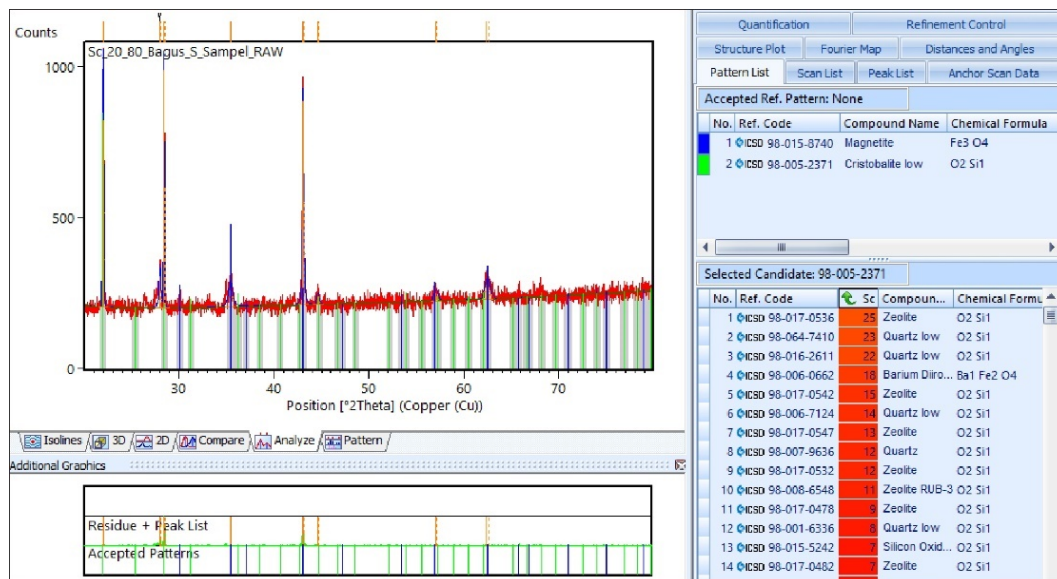 Counts
Sc_20_80_Bagus_S_Sampel_RAW
1000
500
0
30 40 50 60 70
Position [°2Theta] (Copper (Cu))
Isolines 3D 2D Compare Analyze Pattern
Additional Graphics
Residue + Peak List
Accepted Patterns
Quantification Refinement Control
Structure Plot Fourier Map Distances and Angles
Pattern List Scan List Peak List Anchor Scan Data
Accepted Ref. Pattern: None
No. Ref. Code Compound Name Chemical Formula
1 ICSD 98-015-8740 Magnetite Fe3 O4
2 ICSD 98-005-2371 Cristobalite low O2 Si1
Selected Candidate: 98-005-2371
No. Ref. Code Sc Compoun... Chemical Formu
1 ICSD 98-017-0536 25 Zeolite O2 Si1
2 ICSD 98-064-7410 23 Quartz low O2 Si1
3 ICSD 98-016-2611 22 Quartz low O2 Si1
4 ICSD 98-006-0662 18 Barium Diiro... Ba1 Fe2 O4
5 ICSD 98-017-0542 15 Zeolite O2 Si1
6 ICSD 98-006-7124 14 Quartz low O2 Si1
7 ICSD 98-017-0547 13 Zeolite O2 Si1
8 ICSD 98-007-9636 12 Quartz O2 Si1
9 ICSD 98-017-0532 12 Zeolite O2 Si1
10 ICSD 98-008-6548 11 Zeolite RUB-3 O2 Si1
11 ICSD 98-017-0478 9 Zeolite O2 Si1
12 ICSD 98-001-6336 8 Quartz low O2 Si1
13 ICSD 98-015-5242 7 Silicon Oxid... O2 Si1
14 ICSD 98-017-0482 7 Zeolite O2 Si1